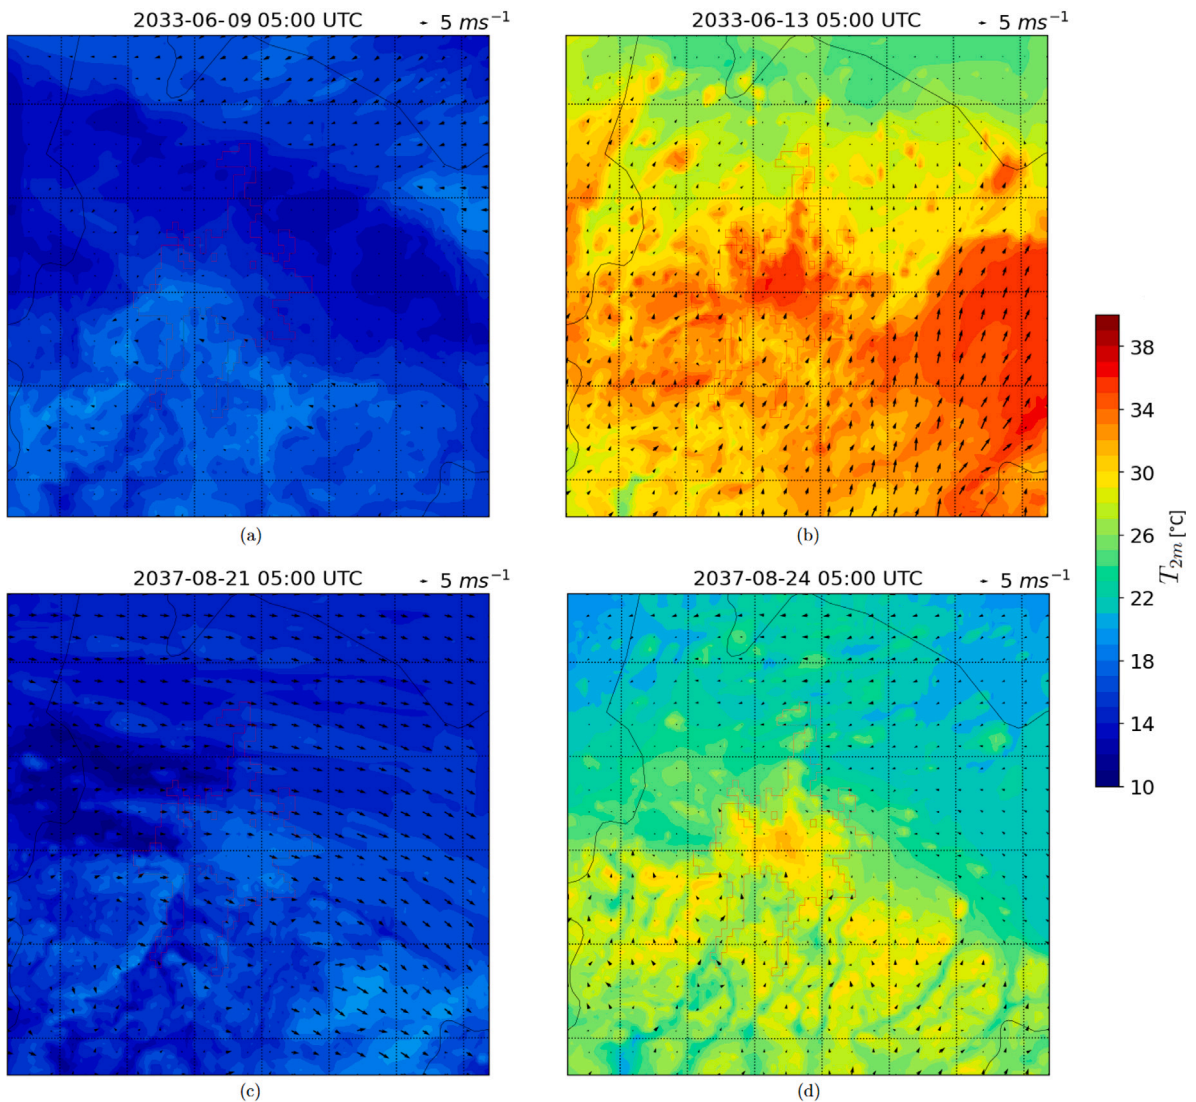 2033-06-09 05:00 UTC 5 ms⁻¹
2033-06-13 05:00 UTC 5 ms⁻¹
(a)
(b)
2037-08-21 05:00 UTC 5 ms⁻¹
2037-08-24 05:00 UTC 5 ms⁻¹
(c)
(d)
38
34
30
26
22
18
14
10
T₂ₘ [°C]